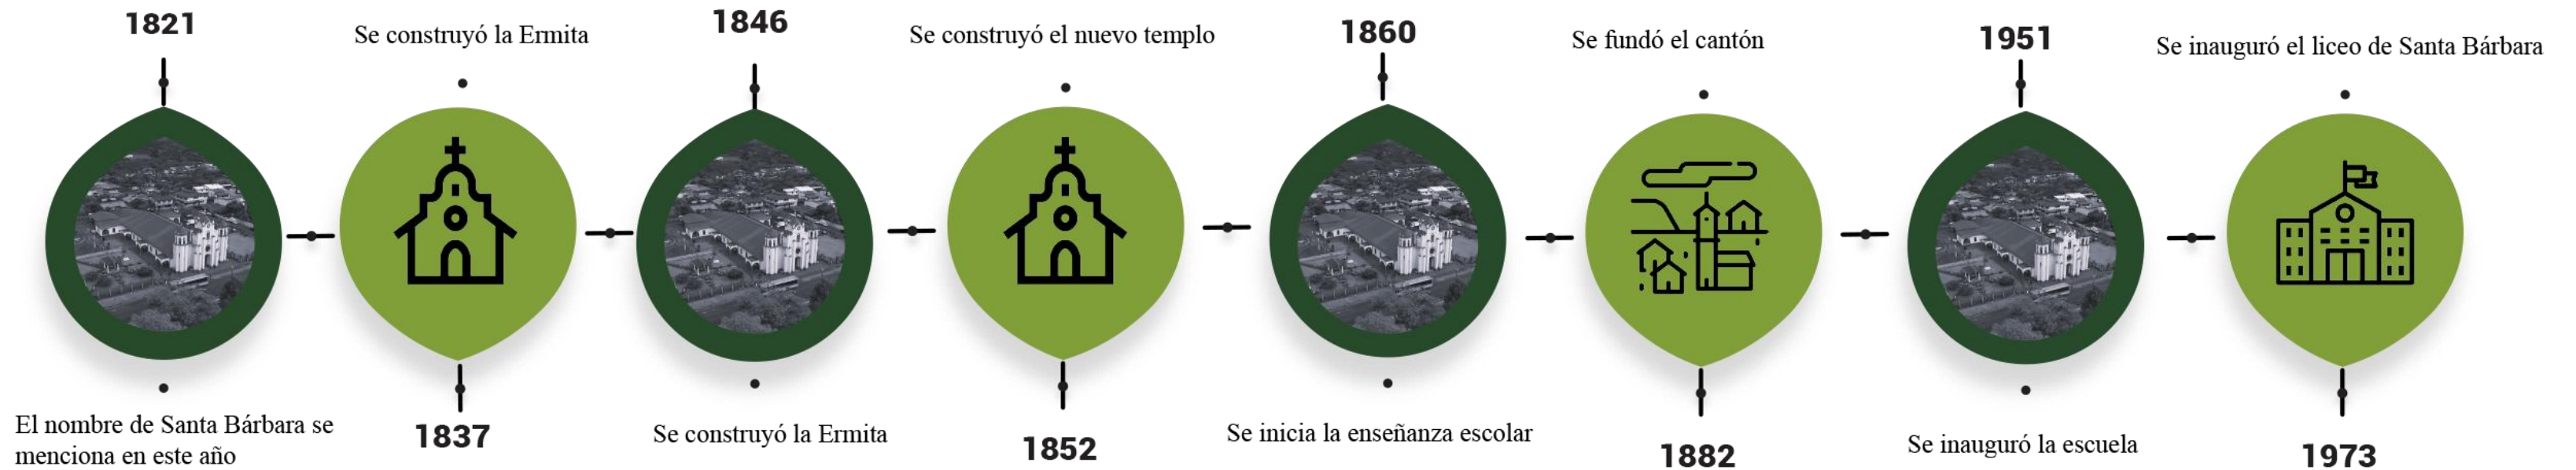 1821
El nombre de Santa Bárbara se
menciona en este año
Se construyó la Ermita
1837
1846
Se construyó la Ermita
Se construyó el nuevo templo
1852
1860
Se inicia la enseñanza escolar
Se fundó el cantón
1882
1951
Se inauguró la escuela
Se inauguró el liceo de Santa Bárbara
1973